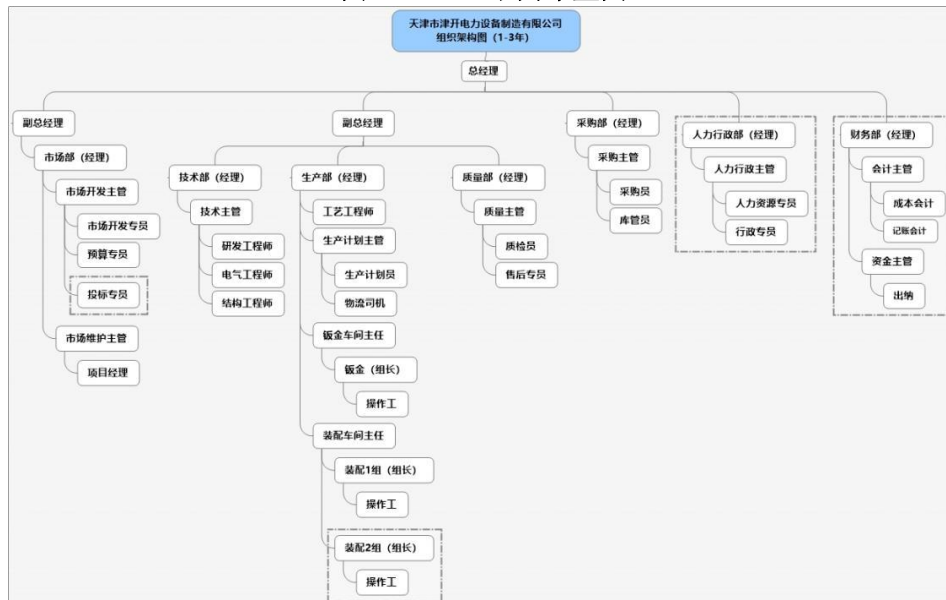 天津市津开电力设备制造有限公司
组织架构图（1-3年）
总经理
副总经理
市场部（经理）
市场开发主管
市场开发专员
预算专员
投标专员
市场维护主管
项目经理
副总经理
技术部（经理）
技术主管
研发工程师
电气工程师
结构工程师
生产部（经理）
工艺工程师
生产计划主管
生产计划员
物流司机
钣金车间主任
钣金（组长）
操作工
装配车间主任
装配1组（组长）
操作工
装配2组（组长）
操作工
质量部（经理）
质量主管
质检员
售后专员
采购部（经理）
采购主管
采购员
库管员
人力行政部（经理）
人力行政主管
人力资源专员
行政专员
财务部（经理）
会计主管
成本会计
记账会计
资金主管
出纳